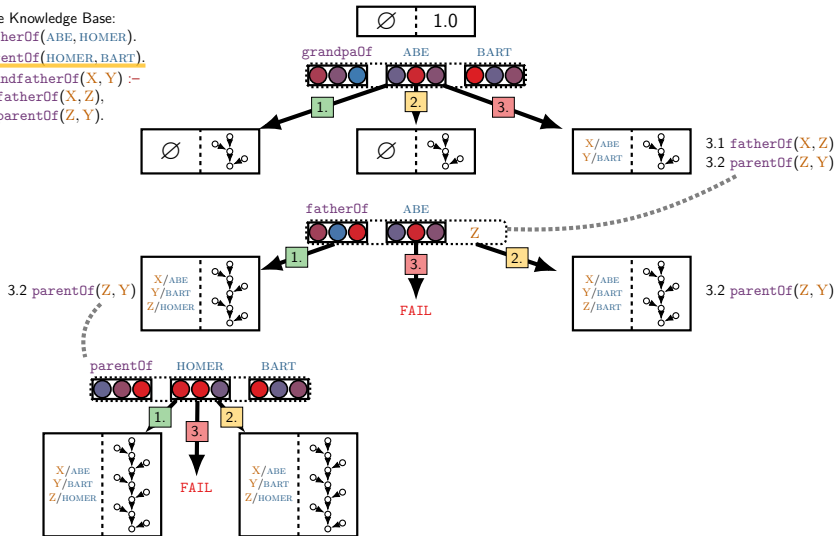 e Knowledge Base:
herOf(ABE, HOMER).
entOf(HOMER, BART).
ndfatherOf(X, Y) :–
fatherOf(X, Z),
parentOf(Z, Y).
∅ 1.0
grandpaOf ABE BART
1. 2. 3.
∅ ∅ X/ABE
Y/BART
3.1 fatherOf(X, Z)
3.2 parentOf(Z, Y)
fatherOf ABE Z
1. 3. 2.
3.2 parentOf(Z, Y)
X/ABE
Y/BART
Z/HOMER
FAIL
X/ABE
Y/BART
Z/BART
3.2 parentOf(Z, Y)
parentOf HOMER BART
1. 3. 2.
X/ABE
Y/BART
Z/HOMER
FAIL
X/ABE
Y/BART
Z/HOMER